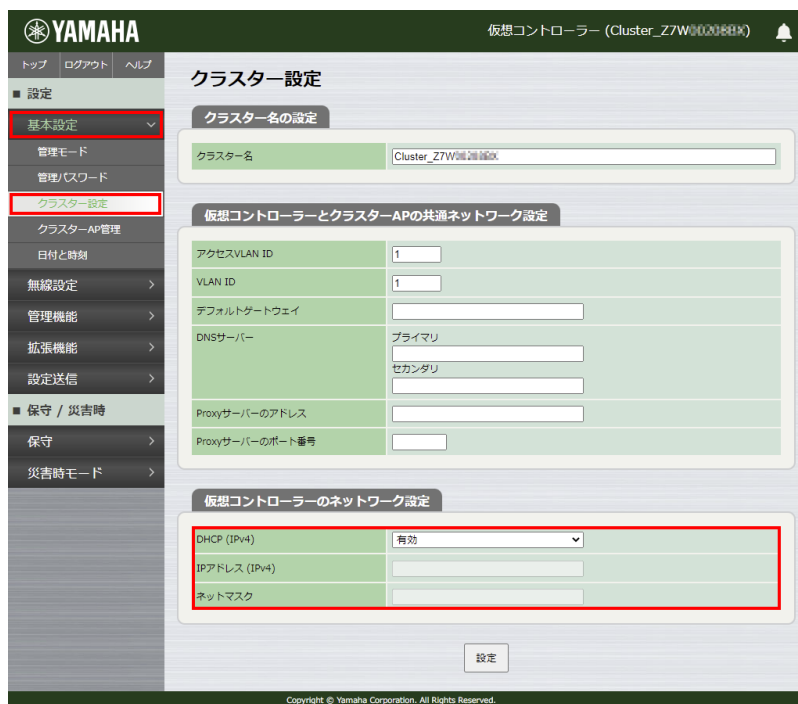 YAMAHA
仮想コントローラー (Cluster_Z7W
トップ ログアウト ヘルプ
■ 設定
基本設定
管理モード
管理パスワード
クラスター設定
クラスターAP管理
日付と時刻
無線設定
管理機能
拡張機能
設定送信
■ 保守 / 災害時
保守
災害時モード
クラスター設定
クラスター名の設定
クラスター名 Cluster_Z7W
仮想コントローラーとクラスターAPの共通ネットワーク設定
アクセスVLAN ID 1
VLAN ID 1
デフォルトゲートウェイ
DNSサーバー プライマリ
セカンダリ
Proxyサーバーのアドレス
Proxyサーバーのポート番号
仮想コントローラーのネットワーク設定
DHCP (IPv4) 有効
IPアドレス (IPv4)
ネットマスク
設定
Copyright © Yamaha Corporation. All Rights Reserved.